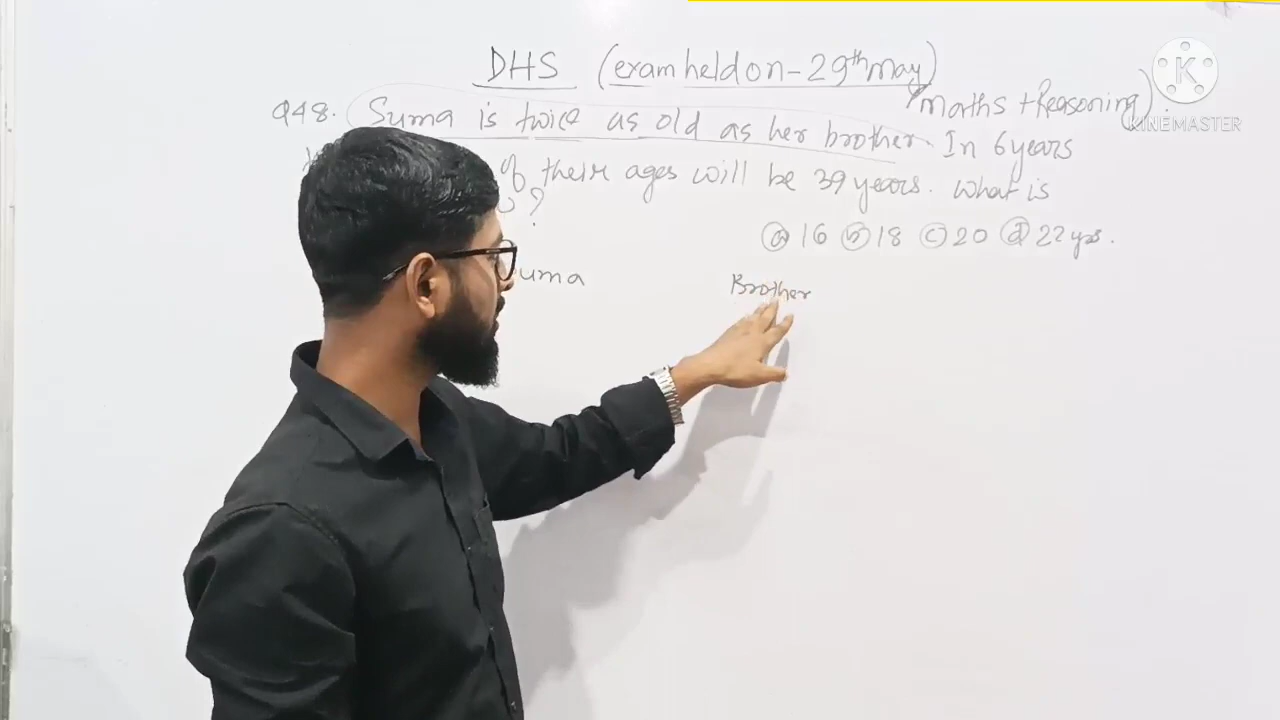 DHS (exam held on - 29th May)
(Maths + Reasoning)
K
KINEMASTER
Q48. Suma is twice as old as her brother. In 6 years
of their ages will be 39 years. What is
?
(a) 16 (b) 18 (c) 20 (d) 22 yrs.
uma Brother